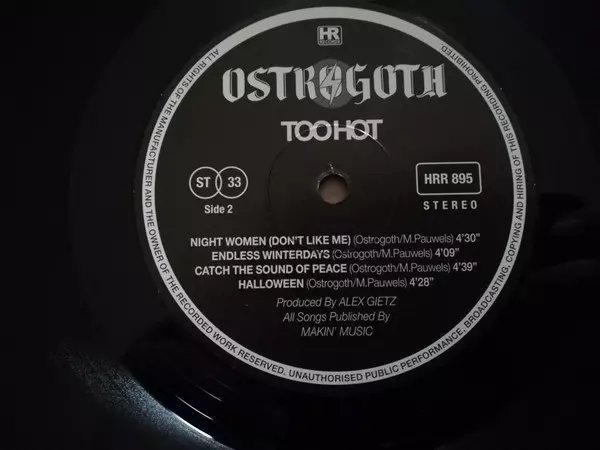 HR
RECORDS
OSTROGOTH
TOO HOT
ST 33
Side 2
HRR 895
STEREO
NIGHT WOMEN (DON'T LIKE ME) (Ostrogoth/M.Pauwels) 4'30"
ENDLESS WINTERDAYS (Ostrogoth/M.Pauwels) 4'09"
CATCH THE SOUND OF PEACE (Ostrogoth/M.Pauwels) 4'39"
HALLOWEEN (Ostrogoth/M.Pauwels) 4'28"
Produced By ALEX GIETZ
All Songs Published By
MAKIN' MUSIC
ALL RIGHTS OF THE MANUFACTURER AND THE OWNER OF THE RECORDED WORK RESERVED. UNAUTHORISED PUBLIC PERFORMANCE, BROADCASTING, COPYING AND HIRING OF THIS RECORDING PROHIBITED